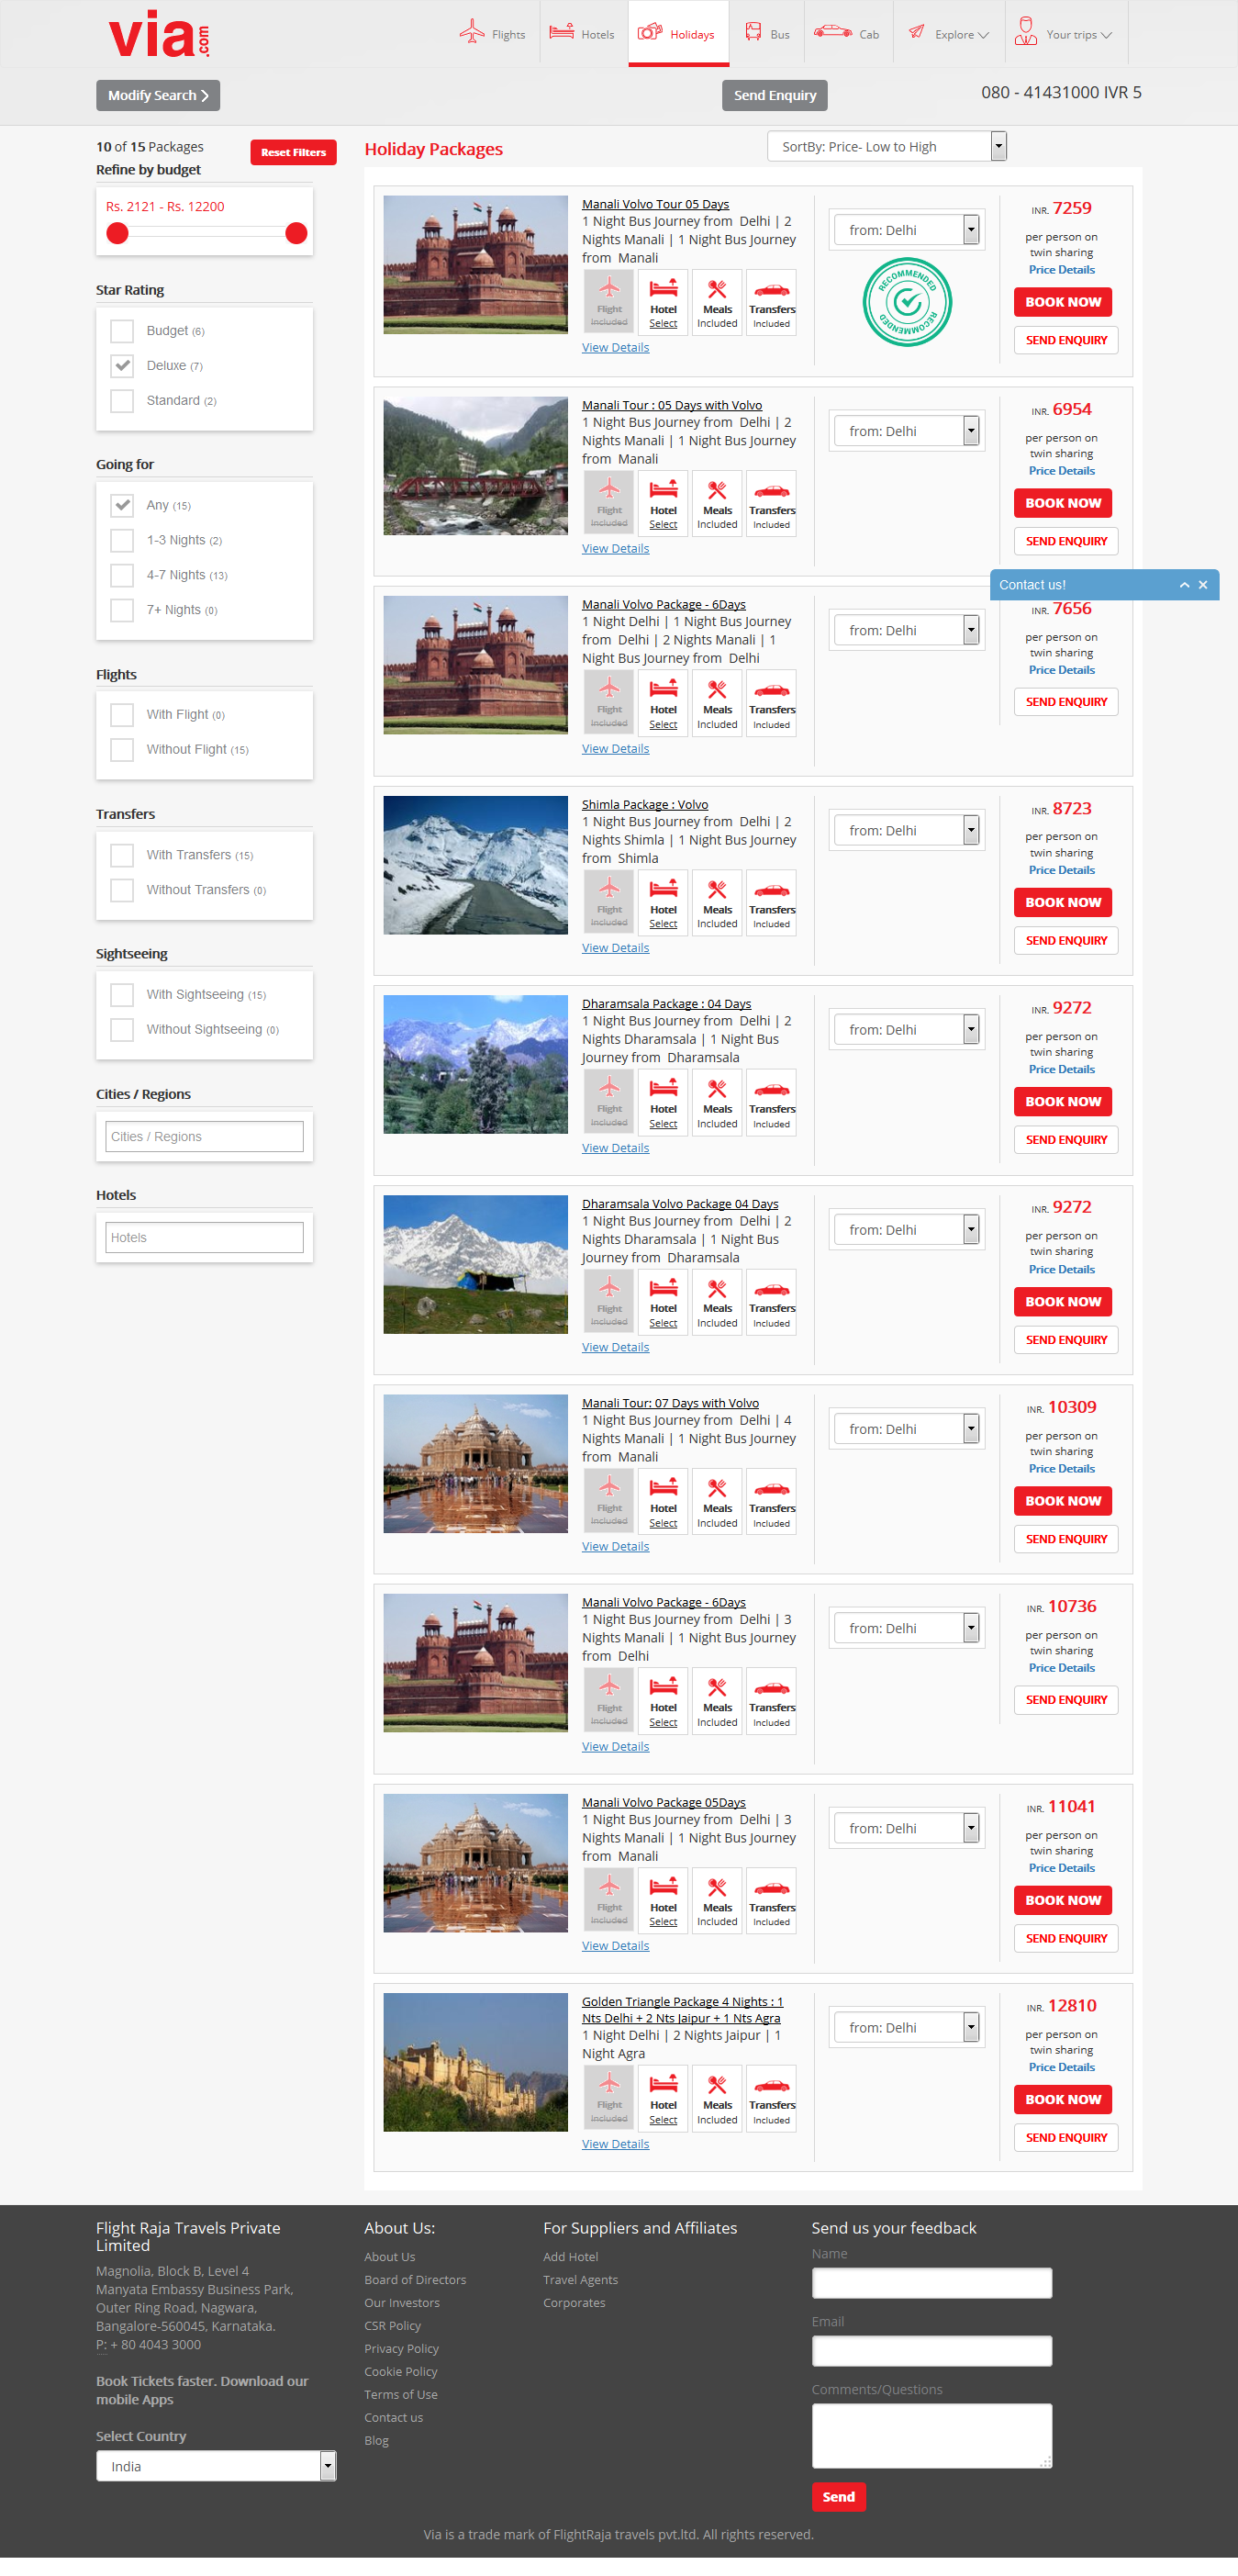 via.com
Flights
Hotels
Holidays
Bus
Cab
Explore
Your trips
Modify Search
Send Enquiry
080 - 41431000 IVR 5
10 of 15 Packages
Reset Filters
Refine by budget
Rs. 2121 - Rs. 12200
Star Rating
Budget (6)
Deluxe (7)
Standard (2)
Going for
Any (15)
1-3 Nights (2)
4-7 Nights (13)
7+ Nights (0)
Flights
With Flight (0)
Without Flight (15)
Transfers
With Transfers (15)
Without Transfers (0)
Sightseeing
With Sightseeing (15)
Without Sightseeing (0)
Cities / Regions
Cities / Regions
Hotels
Hotels
Holiday Packages
SortBy: Price- Low to High
Manali Volvo Tour 05 Days
1 Night Bus Journey from Delhi | 2
Nights Manali | 1 Night Bus Journey
from Manali
Flight Included
Hotel Select
Meals Included
Transfers Included
View Details
from: Delhi
RECOMMENDED
RECOMMENDED
INR. 7259
per person on
twin sharing
Price Details
BOOK NOW
SEND ENQUIRY
Manali Tour : 05 Days with Volvo
1 Night Bus Journey from Delhi | 2
Nights Manali | 1 Night Bus Journey
from Manali
Flight Included
Hotel Select
Meals Included
Transfers Included
View Details
from: Delhi
INR. 6954
per person on
twin sharing
Price Details
BOOK NOW
SEND ENQUIRY
Contact us!
Manali Volvo Package - 6Days
1 Night Delhi | 1 Night Bus Journey
from Delhi | 2 Nights Manali | 1
Night Bus Journey from Delhi
Flight Included
Hotel Select
Meals Included
Transfers Included
View Details
from: Delhi
INR. 7656
per person on
twin sharing
Price Details
SEND ENQUIRY
Shimla Package : Volvo
1 Night Bus Journey from Delhi | 2
Nights Shimla | 1 Night Bus Journey
from Shimla
Flight Included
Hotel Select
Meals Included
Transfers Included
View Details
from: Delhi
INR. 8723
per person on
twin sharing
Price Details
BOOK NOW
SEND ENQUIRY
Dharamsala Package : 04 Days
1 Night Bus Journey from Delhi | 2
Nights Dharamsala | 1 Night Bus
Journey from Dharamsala
Flight Included
Hotel Select
Meals Included
Transfers Included
View Details
from: Delhi
INR. 9272
per person on
twin sharing
Price Details
BOOK NOW
SEND ENQUIRY
Dharamsala Volvo Package 04 Days
1 Night Bus Journey from Delhi | 2
Nights Dharamsala | 1 Night Bus
Journey from Dharamsala
Flight Included
Hotel Select
Meals Included
Transfers Included
View Details
from: Delhi
INR. 9272
per person on
twin sharing
Price Details
BOOK NOW
SEND ENQUIRY
Manali Tour: 07 Days with Volvo
1 Night Bus Journey from Delhi | 4
Nights Manali | 1 Night Bus Journey
from Manali
Flight Included
Hotel Select
Meals Included
Transfers Included
View Details
from: Delhi
INR. 10309
per person on
twin sharing
Price Details
BOOK NOW
SEND ENQUIRY
Manali Volvo Package - 6Days
1 Night Bus Journey from Delhi | 3
Nights Manali | 1 Night Bus Journey
from Delhi
Flight Included
Hotel Select
Meals Included
Transfers Included
View Details
from: Delhi
INR. 10736
per person on
twin sharing
Price Details
SEND ENQUIRY
Manali Volvo Package 05Days
1 Night Bus Journey from Delhi | 3
Nights Manali | 1 Night Bus Journey
from Manali
Flight Included
Hotel Select
Meals Included
Transfers Included
View Details
from: Delhi
INR. 11041
per person on
twin sharing
Price Details
BOOK NOW
SEND ENQUIRY
Golden Triangle Package 4 Nights : 1
Nts Delhi + 2 Nts Jaipur + 1 Nts Agra
1 Night Delhi | 2 Nights Jaipur | 1
Night Agra
Flight Included
Hotel Select
Meals Included
Transfers Included
View Details
from: Delhi
INR. 12810
per person on
twin sharing
Price Details
BOOK NOW
SEND ENQUIRY
Flight Raja Travels Private
Limited
Magnolia, Block B, Level 4
Manyata Embassy Business Park,
Outer Ring Road, Nagwara,
Bangalore-560045, Karnataka.
P: + 80 4043 3000
Book Tickets faster. Download our
mobile Apps
Select Country
India
About Us:
About Us
Board of Directors
Our Investors
CSR Policy
Privacy Policy
Cookie Policy
Terms of Use
Contact us
Blog
For Suppliers and Affiliates
Add Hotel
Travel Agents
Corporates
Send us your feedback
Name
Email
Comments/Questions
Send
Via is a trade mark of FlightRaja travels pvt.ltd. All rights reserved.